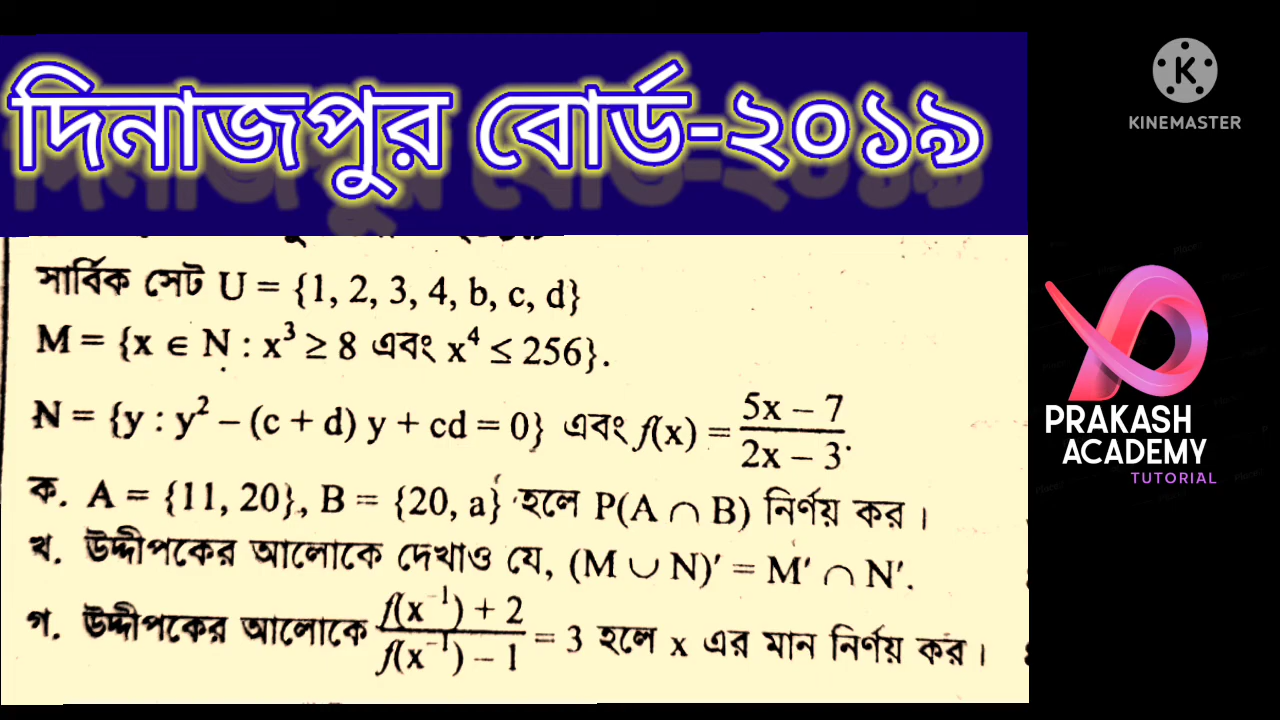 দিনাজপুর বোর্ড-২০১৯
সার্বিক সেট U = {1, 2, 3, 4, b, c, d}
M = {x ∈ N : x³ ≥ 8 এবং x⁴ ≤ 256}.
N = {y : y² – (c + d) y + cd = 0} এবং f(x) = (5x – 7)/(2x – 3).
ক. A = {11, 20}, B = {20, a} হলে P(A ∩ B) নির্ণয় কর।
খ. উদ্দীপকের আলোকে দেখাও যে, (M ∪ N)′ = M′ ∩ N′.
গ. উদ্দীপকের আলোকে (f(x⁻¹) + 2)/(f(x⁻¹) – 1) = 3 হলে x এর মান নির্ণয় কর।
K
KINEMASTER
PRAKASH
ACADEMY
TUTORIAL